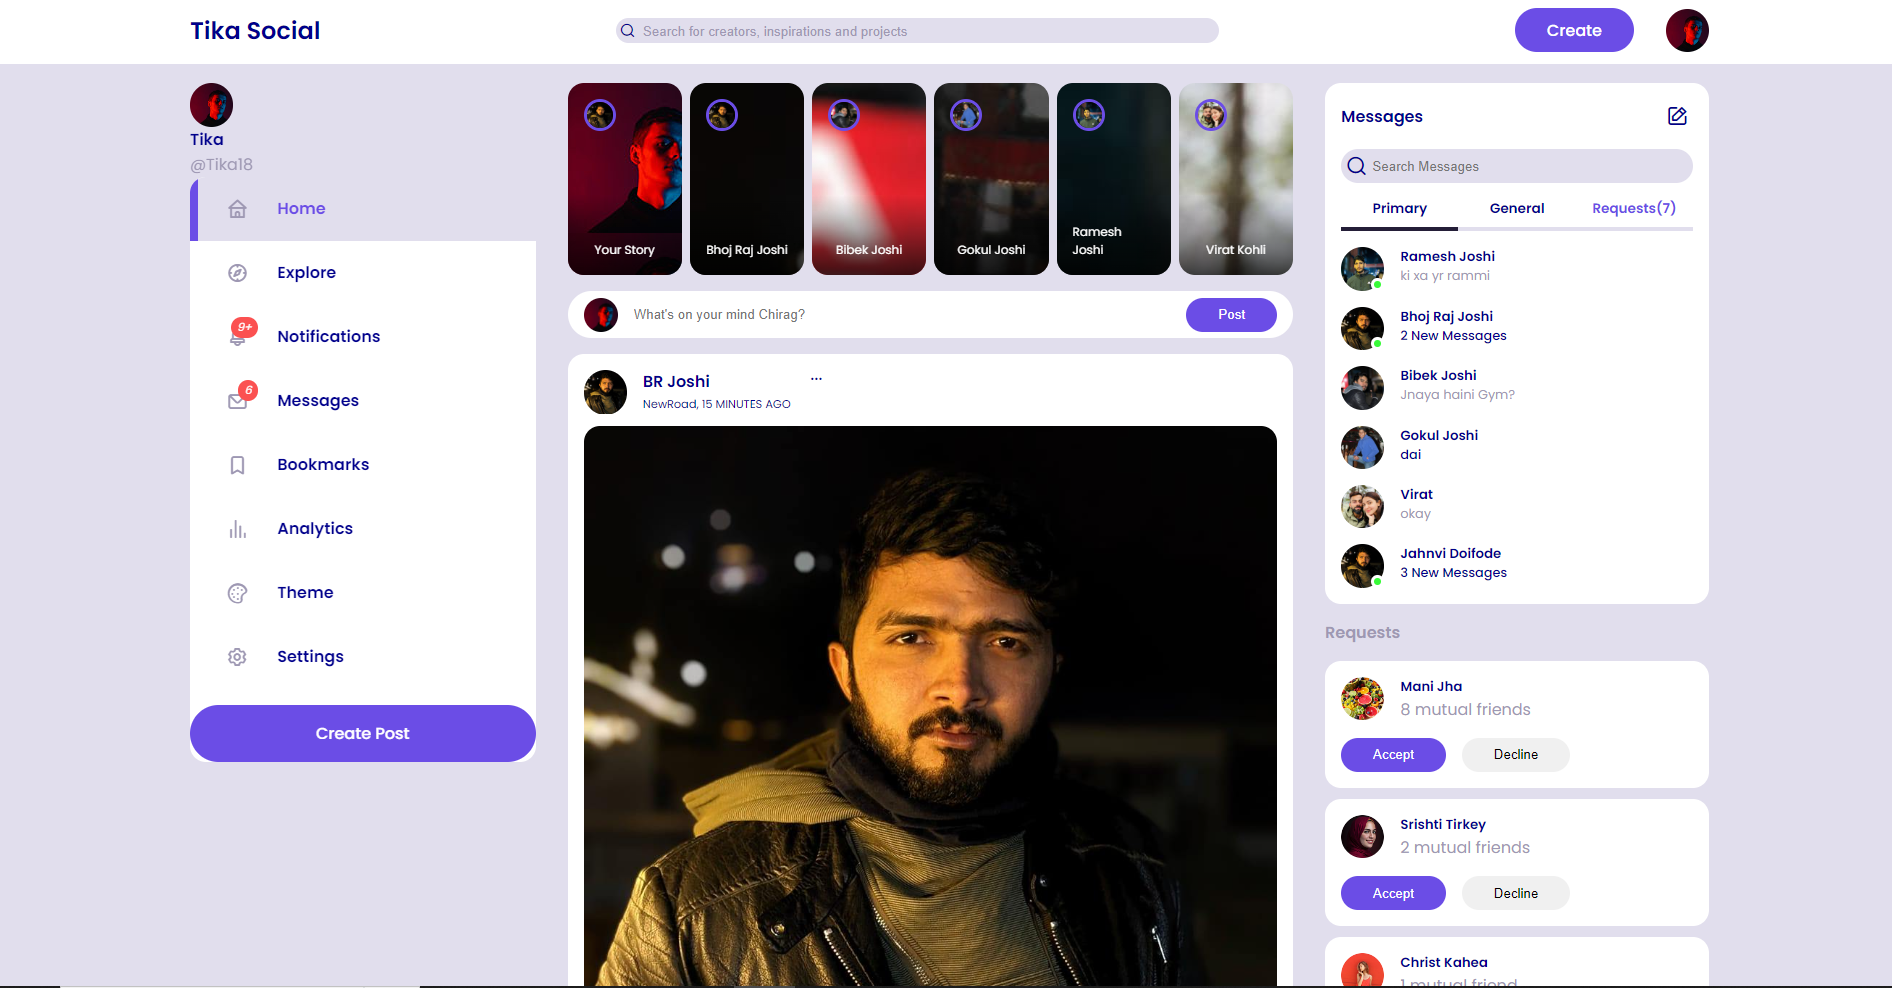 Tika Social
Search for creators, inspirations and projects
Create
Tika
@Tika18
Home
Explore
9+
Notifications
6
Messages
Bookmarks
Analytics
Theme
Settings
Create Post
Your Story
Bhoj Raj Joshi
Bibek Joshi
Gokul Joshi
Ramesh
Joshi
Virat Kohli
What's on your mind Chirag?
Post
BR Joshi
...
NewRoad, 15 MINUTES AGO
Messages
Search Messages
Primary
General
Requests(7)
Ramesh Joshi
ki xa yr rammi
Bhoj Raj Joshi
2 New Messages
Bibek Joshi
Jnaya haini Gym?
Gokul Joshi
dai
Virat
okay
Jahnvi Doifode
3 New Messages
Requests
Mani Jha
8 mutual friends
Accept
Decline
Srishti Tirkey
2 mutual friends
Accept
Decline
Christ Kahea
1 mutual friend